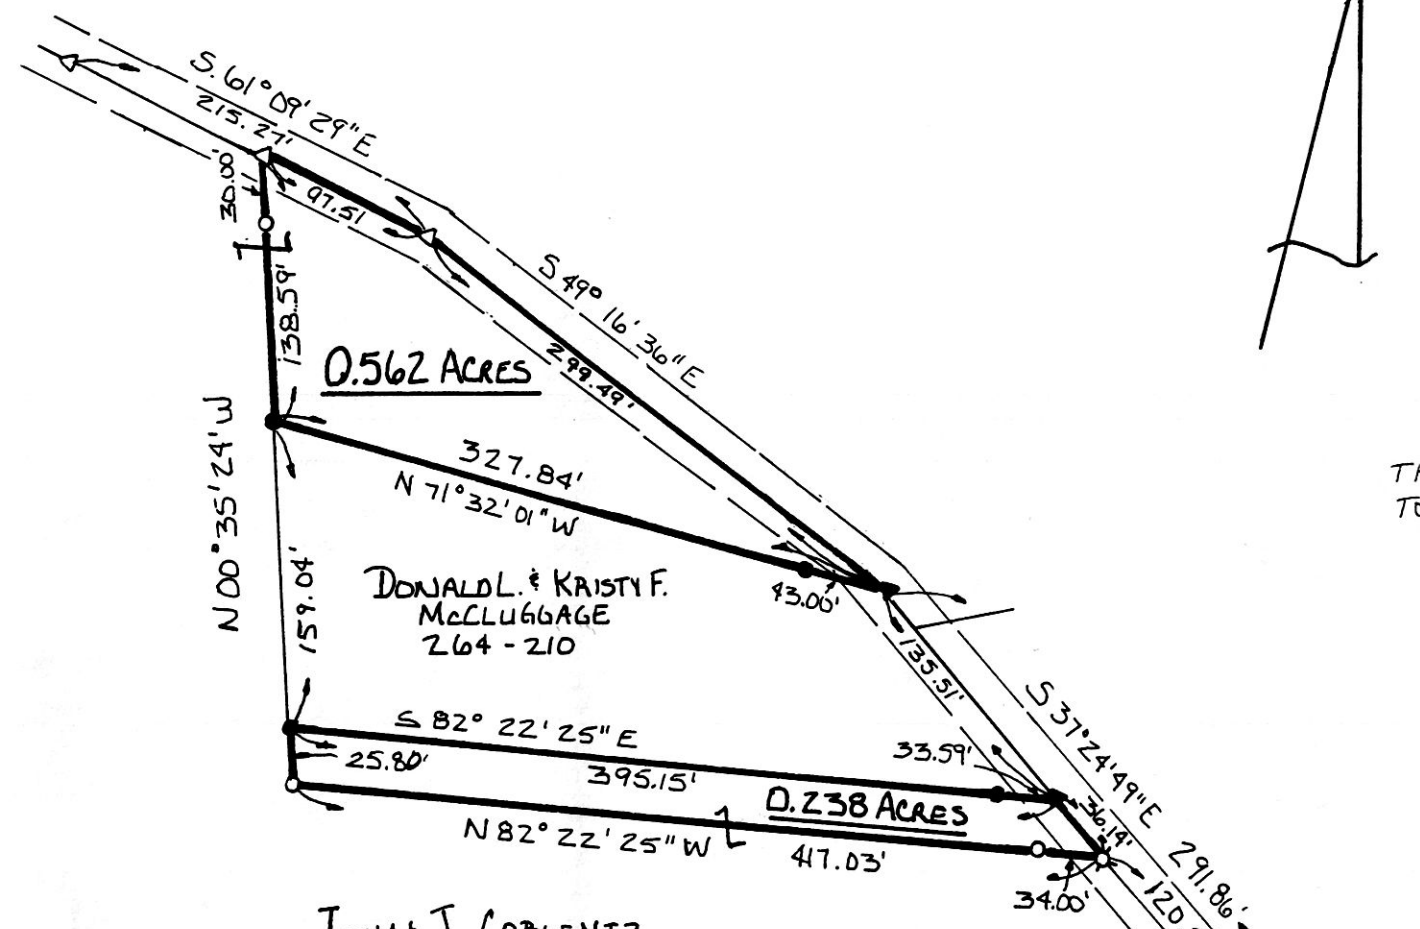 S. 61° 09' 29" E
215.27'
30.00'
97.51
138.59'
S 49° 16' 36" E
299.49'
0.562 ACRES
N 00° 35' 24" W
327.84'
N 71° 32' 01" W
159.04'
DONALD L. & KRISTY F.
McCLUGGAGE
264 - 210
43.00'
135.51'
S 37° 24' 49" E 291.86'
S 82° 22' 25" E
395.15'
25.80'
33.59'
36.14'
0.238 ACRES
N 82° 22' 25" W
417.03'
34.00'
120
TO